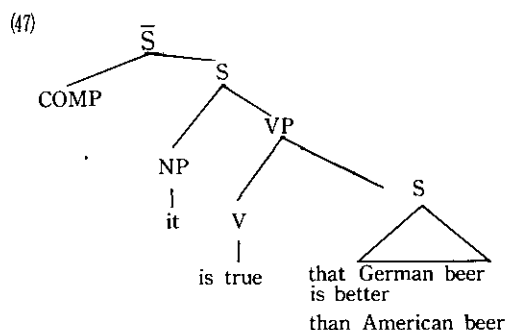 (47)
S̅
S
COMP
VP
NP
S
it
V
is true
that German beer
is better
than American beer